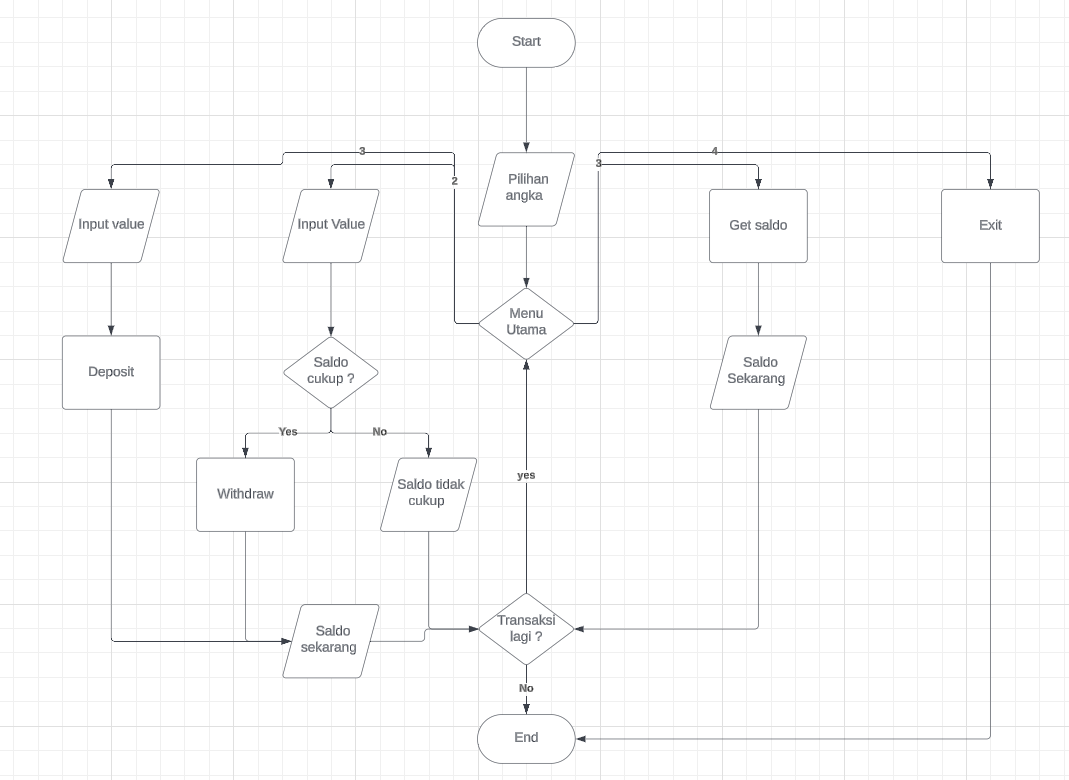 Start
3
4
2
3
Pilihan
angka
Input value
Input Value
Get saldo
Exit
Menu
Utama
Deposit
Saldo
cukup ?
Saldo
Sekarang
Yes
No
Withdraw
Saldo tidak
cukup
yes
Saldo
sekarang
Transaksi
lagi ?
No
End